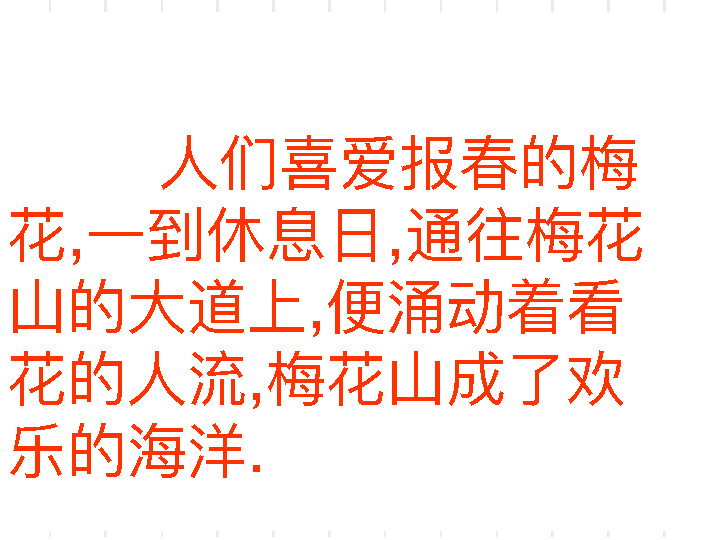 人们喜爱报春的梅
花,一到休息日,通往梅花
山的大道上,便涌动着看
花的人流,梅花山成了欢
乐的海洋.